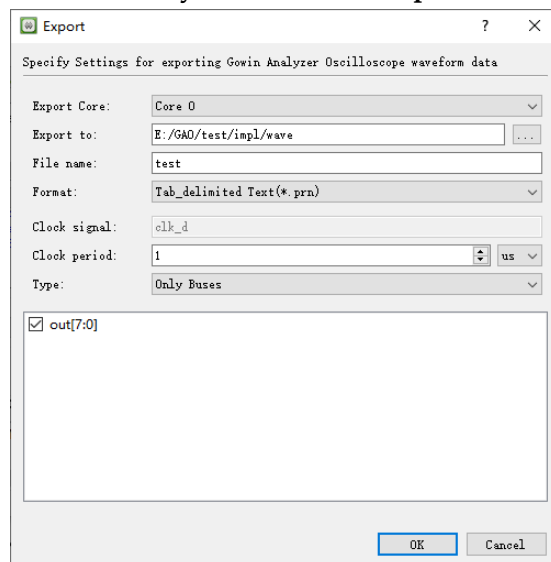 Export ? ×
Specify Settings for exporting Gowin Analyzer Oscilloscope waveform data
Export Core: Core 0
Export to: E:/GAO/test/impl/wave ...
File name: test
Format: Tab_delimited Text(*.prn)
Clock signal: clk_d
Clock period: 1 us
Type: Only Buses
out[7:0]
OK Cancel